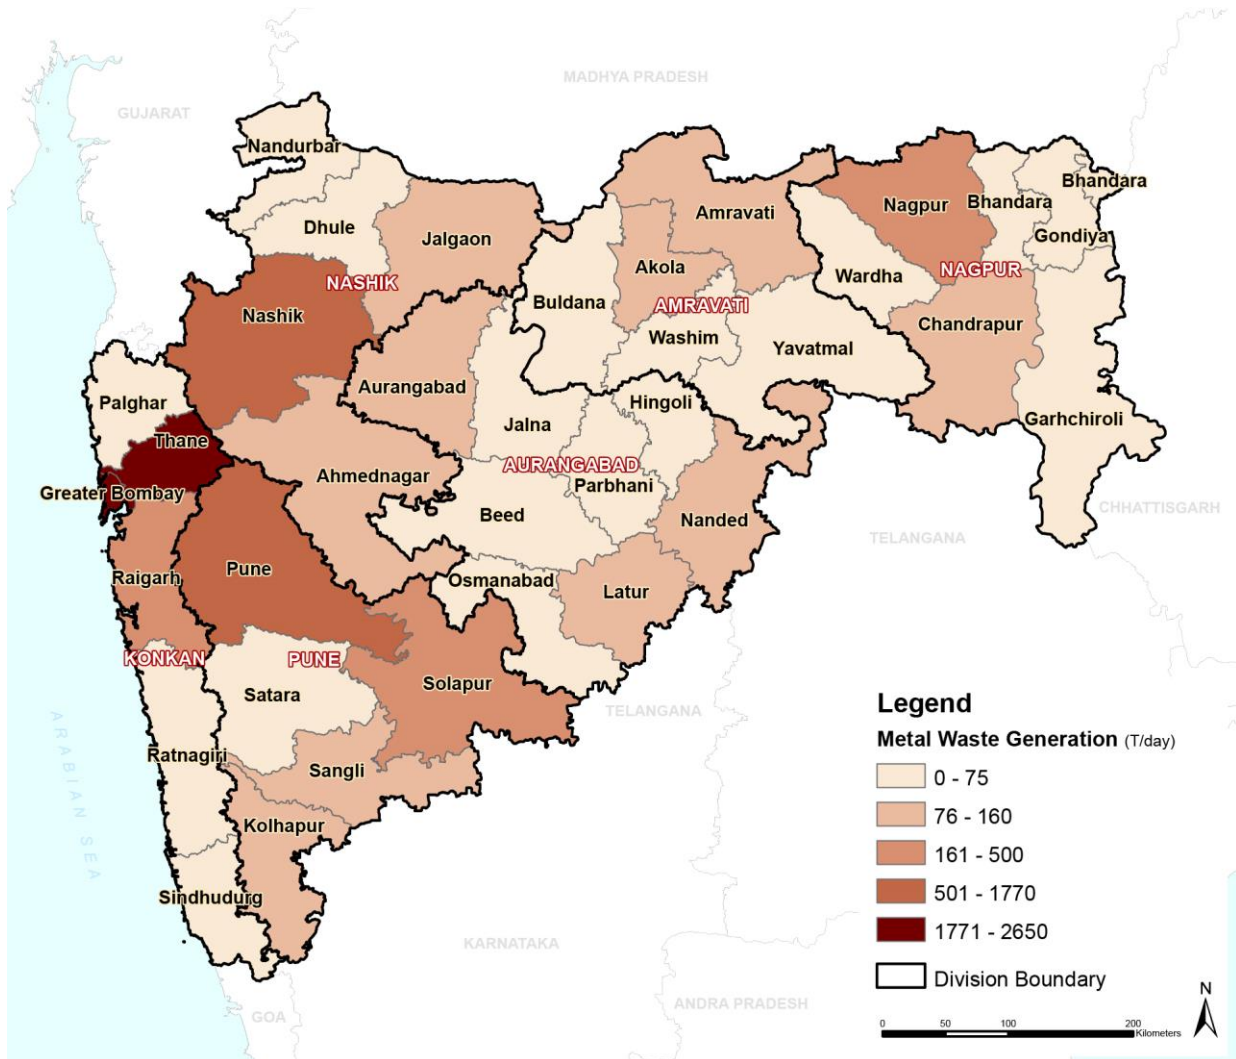 MADHYA PRADESH
GUJARAT
Nandurbar
Bhandara
Bhandara
Amravati
Nagpur
Dhule
Jalgaon
Gondiya
Akola
NAGPUR
Wardha
NASHIK
Buldana
AMRAVATI
Nashik
Chandrapur
Washim
Yavatmal
Aurangabad
Palghar
Hingoli
Garhchiroli
Jalna
Thane
AURANGABAD
Ahmednagar
Parbhani
Greater Bombay
CHHATTISGARH
Beed
Nanded
TELANGANA
Pune
Raigarh
Osmanabad
Latur
KONKAN
PUNE
Solapur
Satara
TELANGANA
ARABIAN SEA
Ratnagiri
Sangli
Kolhapur
Sindhudurg
KARNATAKA
ANDRA PRADESH
GOA
Legend
Metal Waste Generation (T/day)
0 - 75
76 - 160
161 - 500
501 - 1770
1771 - 2650
Division Boundary
N
0 50 100 200
Kilometers